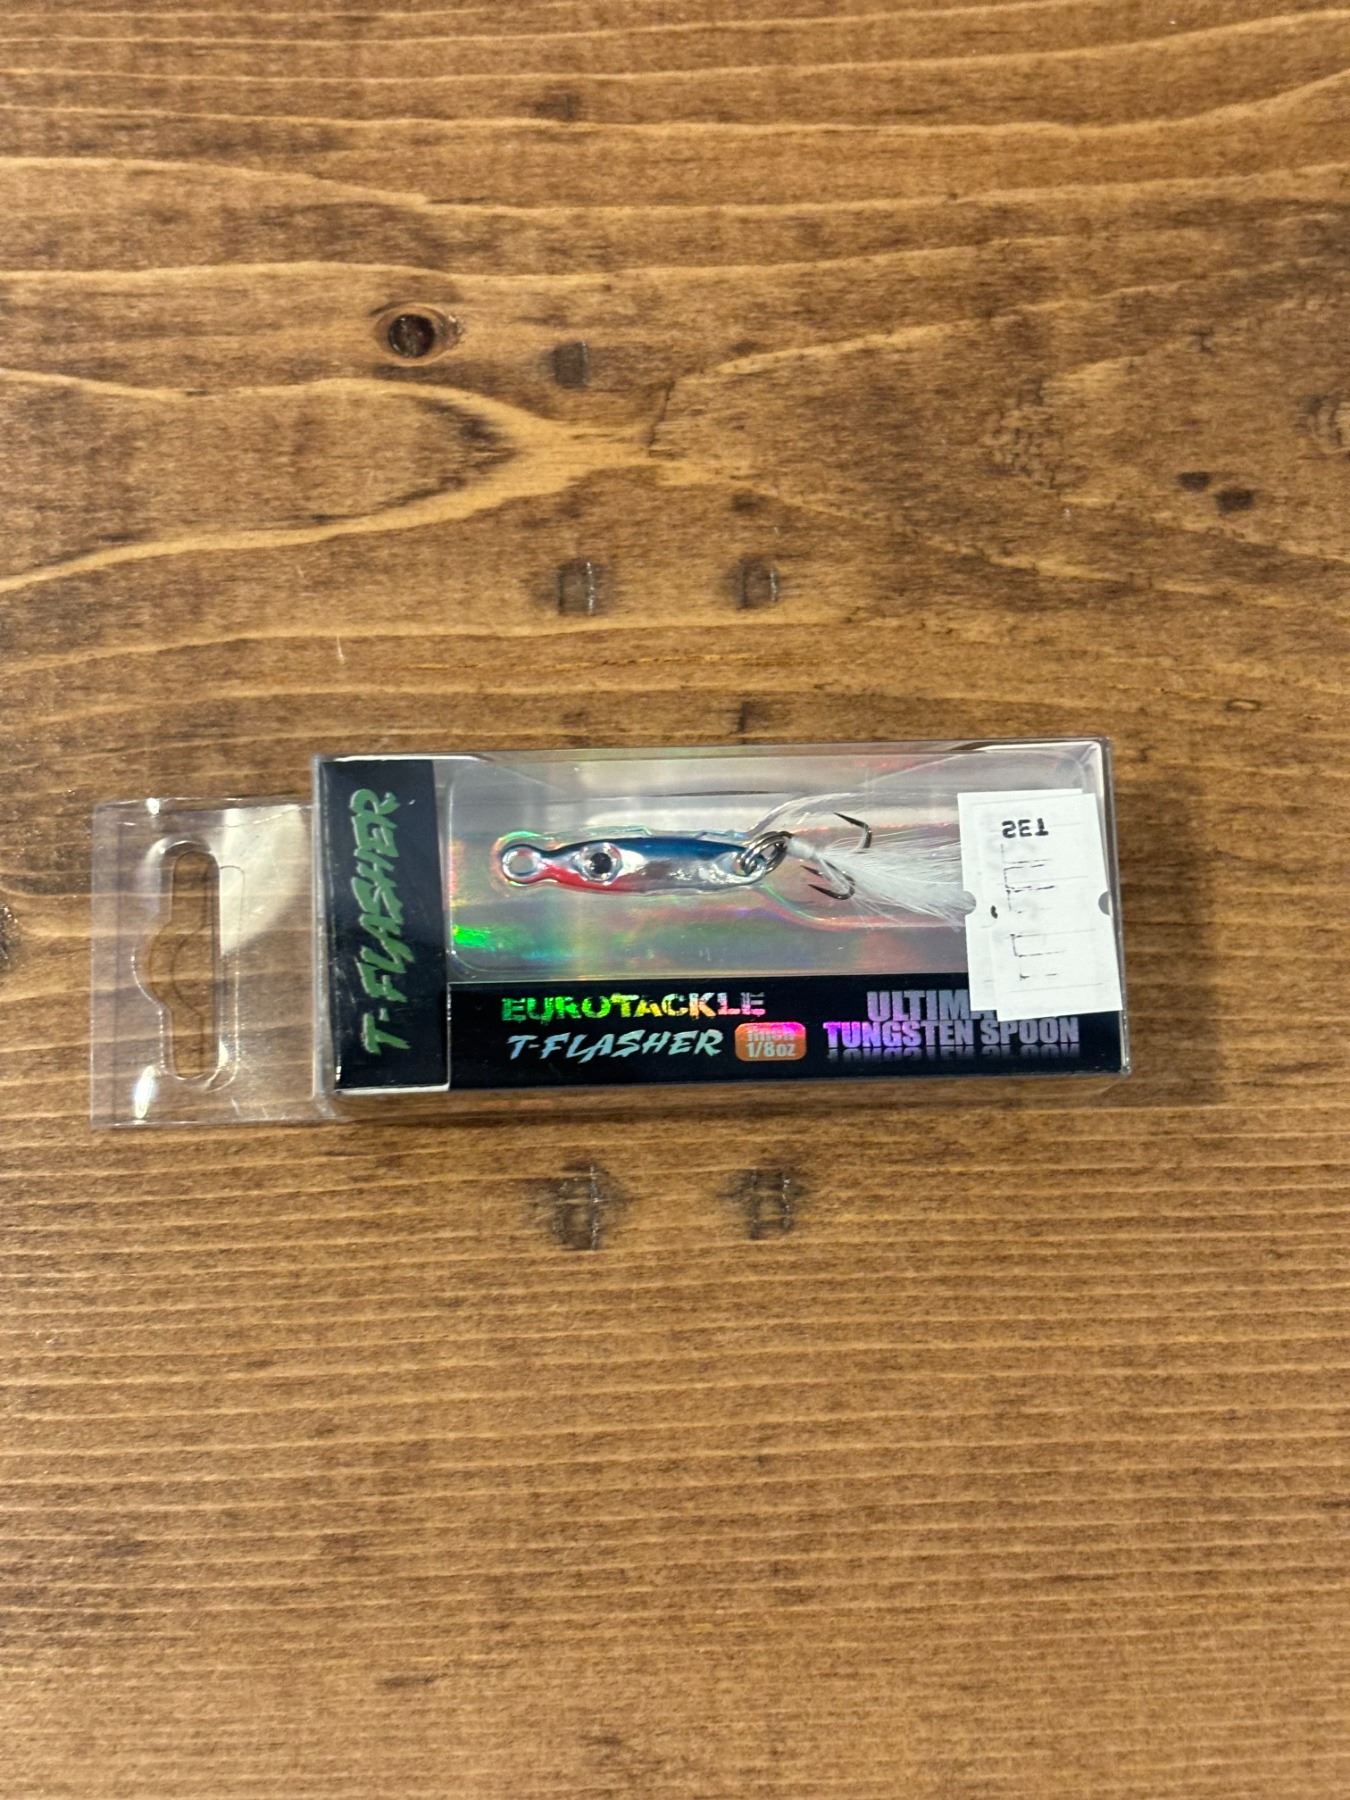 T-FLASHER
EUROTACKLE
T-FLASHER
1/8oz
TUNGSTEN SPOON